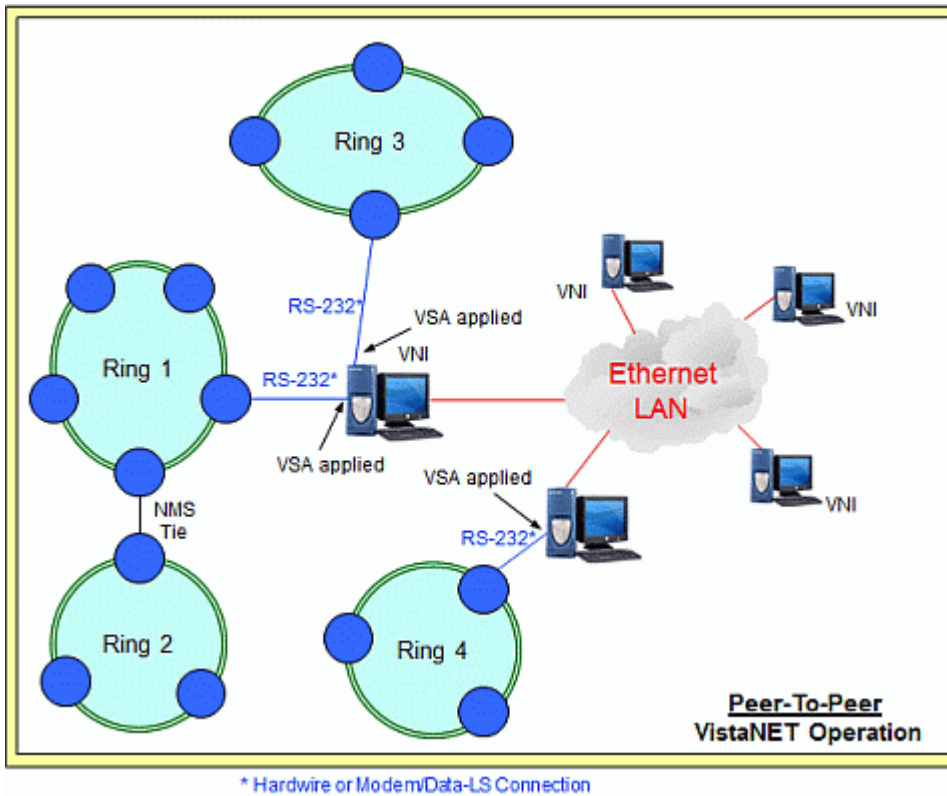 Ring 3
VNI
VNI
RS-232*
VSA applied
Ring 1
VNI
Ethernet
LAN
RS-232*
VSA applied
VSA applied
VNI
NMS
Tie
RS-232*
Ring 2
Ring 4
Peer-To-Peer
VistaNET Operation
* Hardwire or Modem/Data-LS Connection